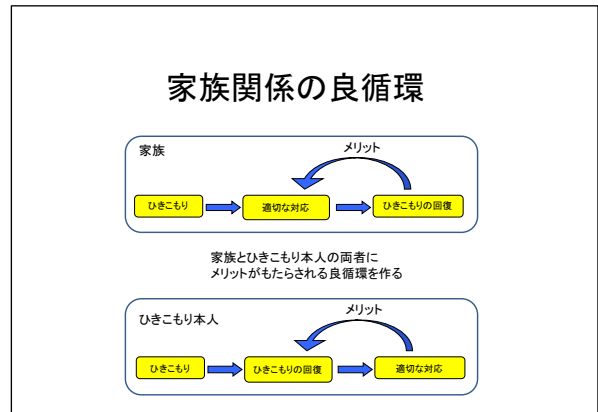 家族関係の良循環
家族
メリット
ひきこもり
適切な対応
ひきこもりの回復
家族とひきこもり本人の両者に
メリットがもたらされる良循環を作る
ひきこもり本人
メリット
ひきこもり
ひきこもりの回復
適切な対応